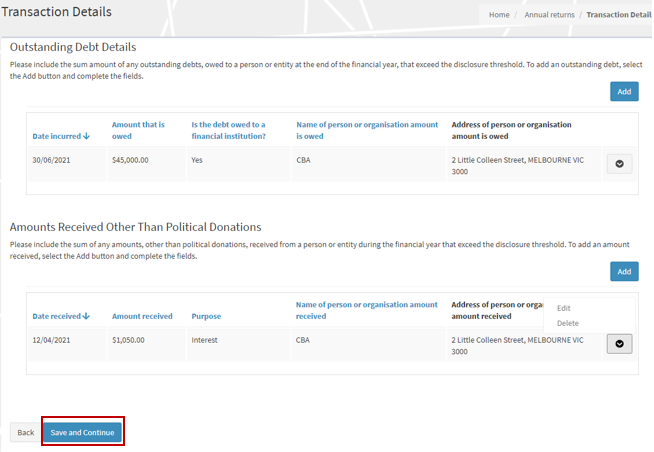 Transaction Details
Home / Annual returns / Transaction Detail
Outstanding Debt Details
Please include the sum amount of any outstanding debts, owed to a person or entity at the end of the financial year, that exceed the disclosure threshold. To add an outstanding debt, select
the Add button and complete the fields.
Add
Date incurred Amount that is owed Is the debt owed to a financial institution? Name of person or organisation amount is owed Address of person or organisation amount is owed
30/06/2021 $45,000.00 Yes CBA 2 Little Colleen Street, MELBOURNE VIC 3000
Amounts Received Other Than Political Donations
Please include the sum of any amounts, other than political donations, received from a person or entity during the financial year that exceed the disclosure threshold. To add an amount
received, select the Add button and complete the fields.
Add
Date received Amount received Purpose Name of person or organisation amount received Address of person or orga amount received
Edit
Delete
12/04/2021 $1,050.00 Interest CBA 2 Little Colleen Street, MELBOURNE VIC 3000
Back Save and Continue